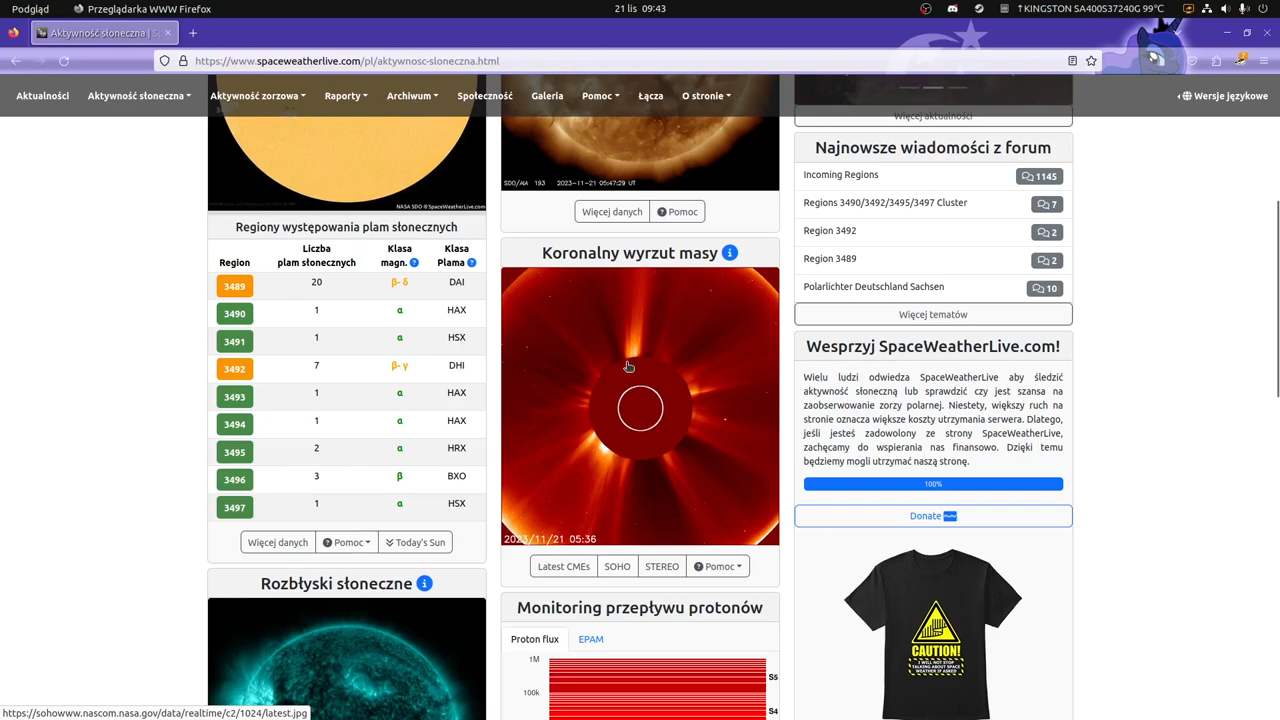 Podgląd
Przeglądarka WWW Firefox
21 lis 09:43
↑KINGSTON SA400S37240G 99°C
Aktywność słoneczna | S
https://www.spaceweatherlive.com/pl/aktywnosc-sloneczna.html
Aktualności
Aktywność słoneczna
Aktywność zorzowa
Raporty
Archiwum
Społeczność
Galeria
Pomoc
Łącza
O stronie
Wersje językowe
NASA SDO ® SpaceWeatherLive.com
Regiony występowania plam słonecznych
Region
Liczba plam słonecznych
Klasa magn.
Klasa Plama
3489 20 β- δ DAI
3490 1 α HAX
3491 1 α HSX
3492 7 β- γ DHI
3493 1 α HAX
3494 1 α HAX
3495 2 α HRX
3496 3 β BXO
3497 1 α HSX
Więcej danych
Pomoc
Today's Sun
Rozbłyski słoneczne
SDO/AIA 193 2023-11-21 05:47:29 UT
Więcej danych
Pomoc
Koronalny wyrzut masy
2023/11/21 05:36
Latest CMEs
SOHO
STEREO
Pomoc
Monitoring przepływu protonów
Proton flux
EPAM
1M
100k
S5
S4
Więcej aktualności
Najnowsze wiadomości z forum
Incoming Regions 1145
Regions 3490/3492/3495/3497 Cluster 7
Region 3492 2
Region 3489 2
Polarlichter Deutschland Sachsen 10
Więcej tematów
Wesprzyj SpaceWeatherLive.com!
Wielu ludzi odwiedza SpaceWeatherLive aby śledzić
aktywność słoneczną lub sprawdzić czy jest szansa na
zaobserwowanie zorzy polarnej. Niestety, większy ruch na
stronie oznacza większe koszty utrzymania serwera. Dlatego,
jeśli jesteś zadowolony ze strony SpaceWeatherLive,
zachęcamy do wspierania nas finansowo. Dzięki temu
będziemy mogli utrzymać naszą stronę.
100%
Donate PayPal
CAUTION!
I WILL NOT STOP
TALKING ABOUT SPACE
WEATHER IF ASKED
https://sohowww.nascom.nasa.gov/data/realtime/c2/1024/latest.jpg